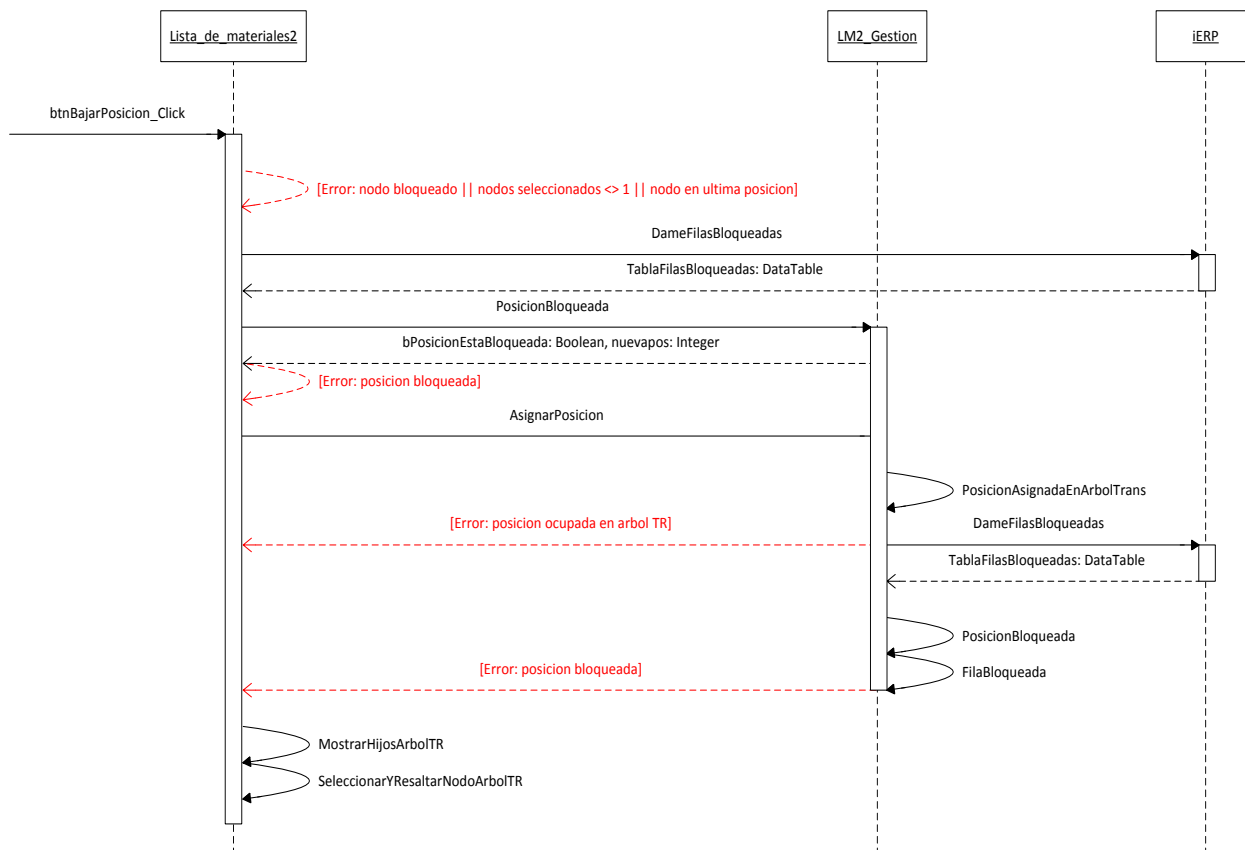 Lista_de_materiales2
LM2_Gestion
iERP
btnBajarPosicion_Click
[Error: nodo bloqueado || nodos seleccionados <> 1 || nodo en ultima posicion]
DameFilasBloqueadas
TablaFilasBloqueadas: DataTable
PosicionBloqueada
bPosicionEstaBloqueada: Boolean, nuevapos: Integer
[Error: posicion bloqueada]
AsignarPosicion
PosicionAsignadaEnArbolTrans
[Error: posicion ocupada en arbol TR]
DameFilasBloqueadas
TablaFilasBloqueadas: DataTable
PosicionBloqueada
[Error: posicion bloqueada]
FilaBloqueada
MostrarHijosArbolTR
SeleccionarYResaltarNodoArbolTR